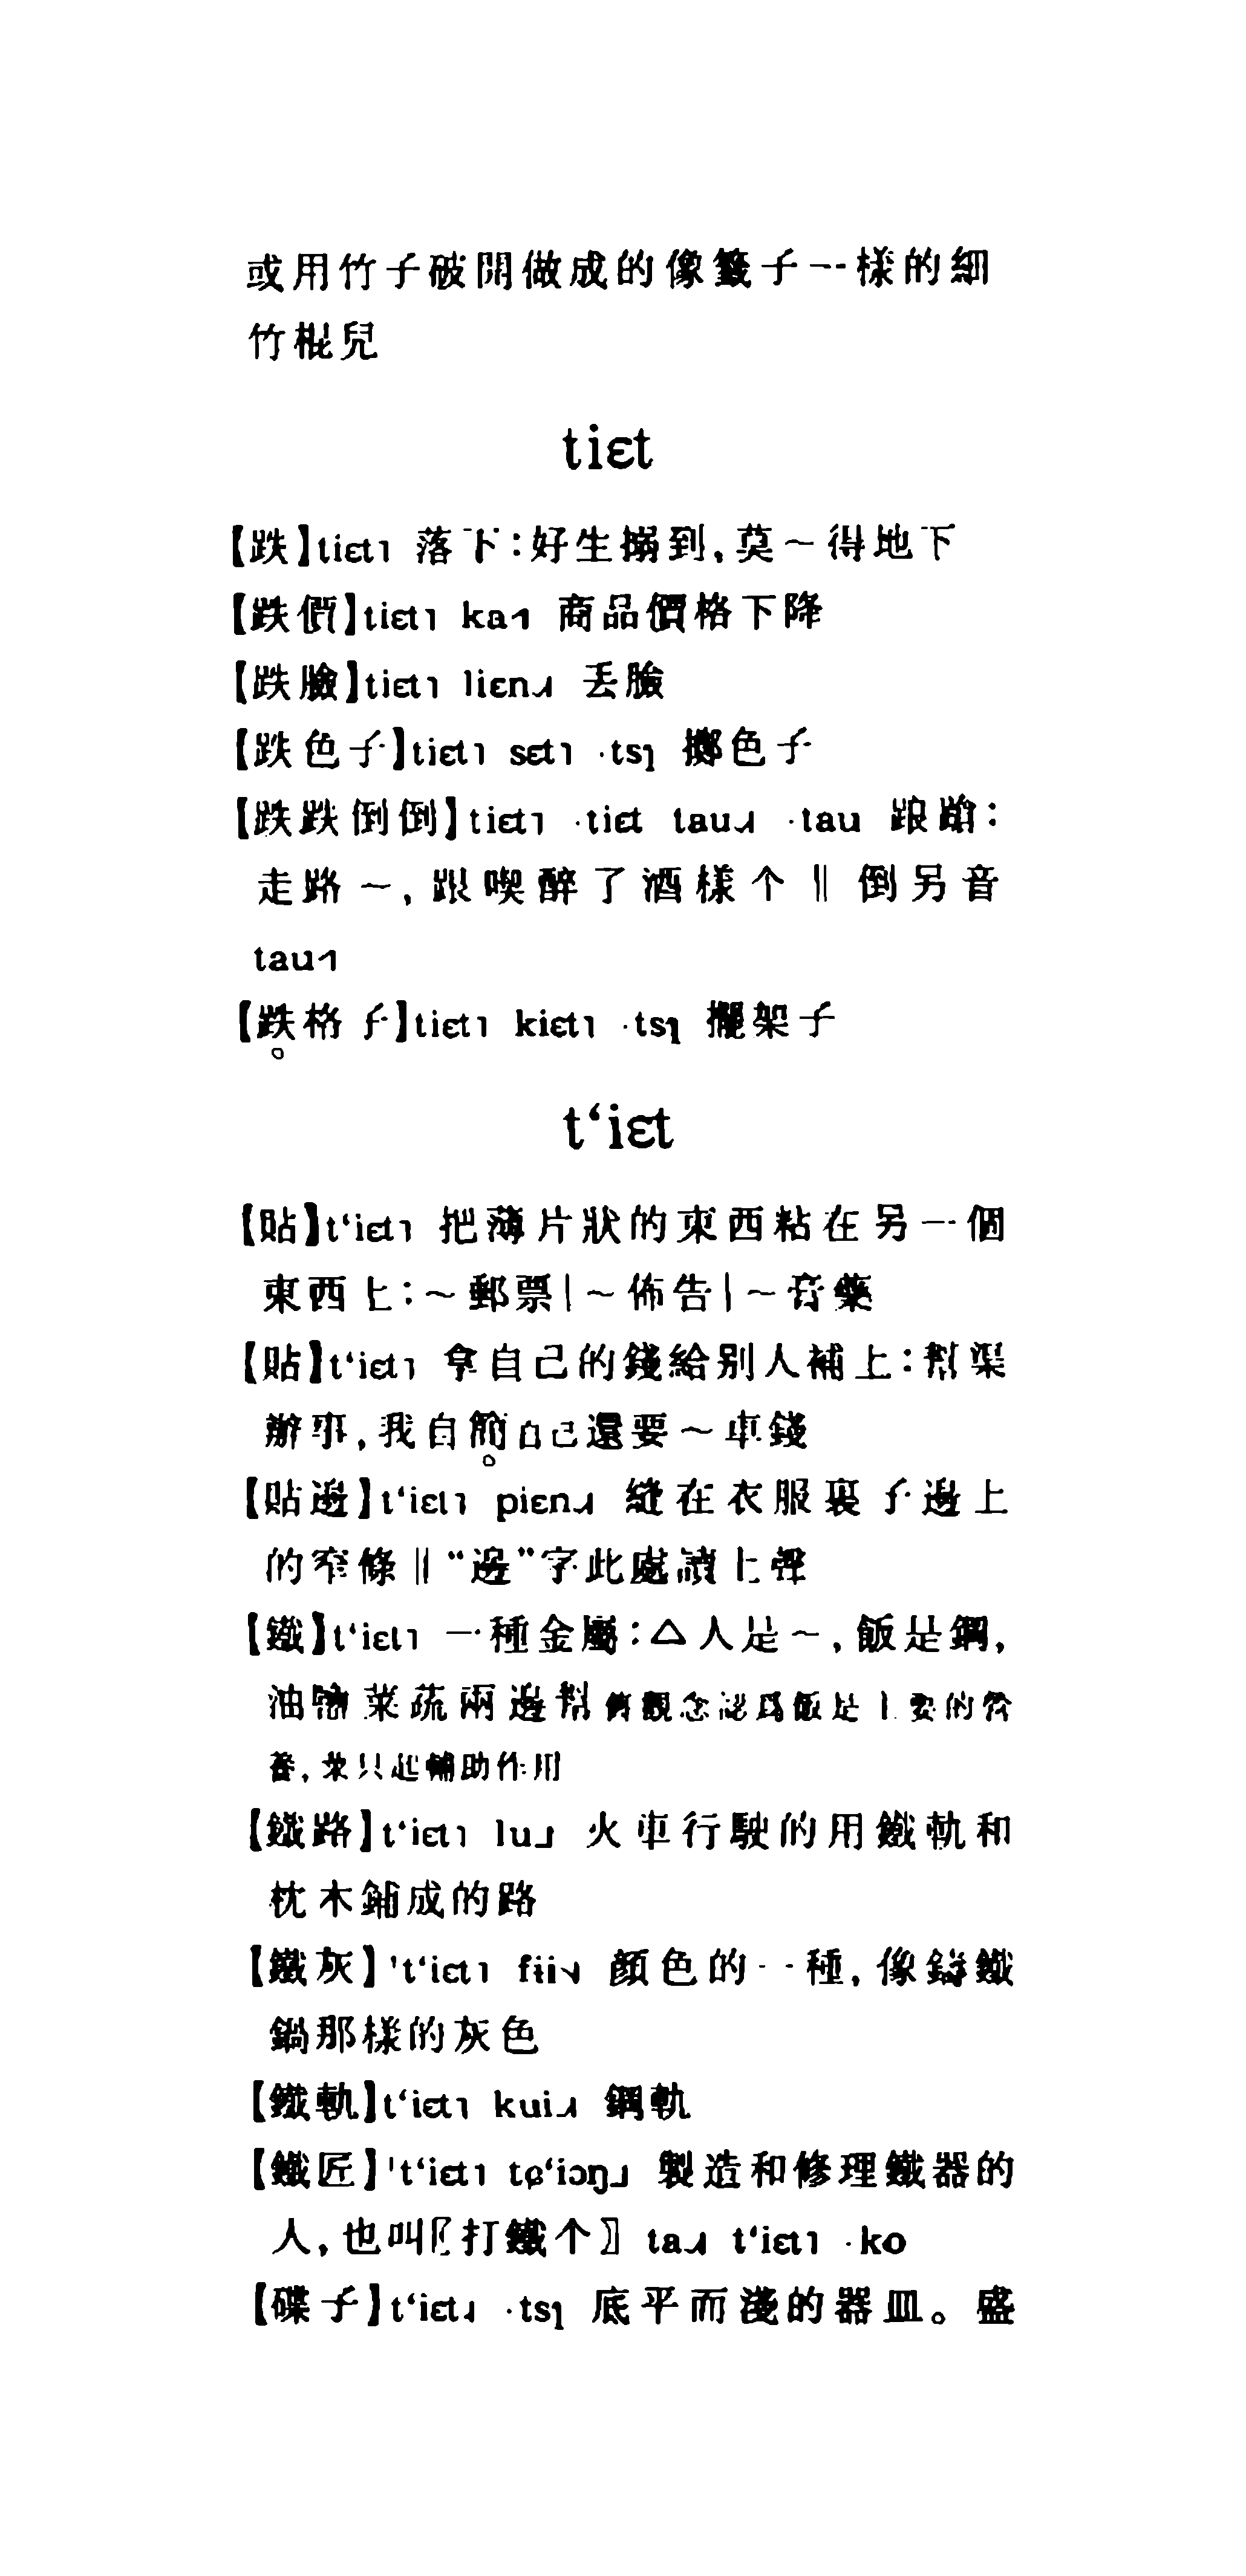 或用竹子破開做成的像籤子一樣的細
竹棍兒
tiɛt
【跌】tiɛt˥ 落下：好生搦到，莫～得地下
【跌價】tiɛt˥ ka˧˥ 商品價格下降
【跌臉】tiɛt˥ liɛn˨˩ 丢臉
【跌色子】tiɛt˥ sɛt˥ ·tsʅ 擲色子
【跌跌倒倒】tiɛt˥ ·tiɛt tau˨˩ ·tau 踉蹌：
走路～，跟喫醉了酒樣个‖倒另音
tau˧˥
【跌格子】tiɛt˥ kiɛt˥ ·tsʅ 擺架子
t‘iɛt
【貼】t‘iɛt˥ 把薄片狀的東西粘在另一個
東西上：～郵票|～佈告|～膏藥
【貼】t‘iɛt˥ 拿自己的錢給别人補上：幫渠
辦事，我自簡自己還要～車錢
【貼邊】t‘iɛt˥ piɛn˨˩ 縫在衣服裏子邊上
的窄條‖“邊”字此處讀上聲
【鐵】t‘iɛt˥ 一種金屬：△人是～，飯是鋼，
油鹽菜蔬兩邊幫舊觀念認爲飯是主要的營
養，菜只起輔助作用
【鐵路】t‘iɛt˥ lu˩ 火車行駛的用鐵軌和
枕木鋪成的路
【鐵灰】't‘iɛt˥ fɨi 顔色的一種，像鑄鐵
鍋那樣的灰色
【鐵軌】t‘iɛt˥ kui˨˩ 鋼軌
【鐵匠】't‘iɛt˥ tɕ‘iɔŋ˩ 製造和修理鐵器的
人，也叫〖打鐵个〗 ta˨˩ t‘iɛt˥ ·ko
【碟子】t‘iɛt˨˩ ·tsʅ 底平而淺的器皿。盛